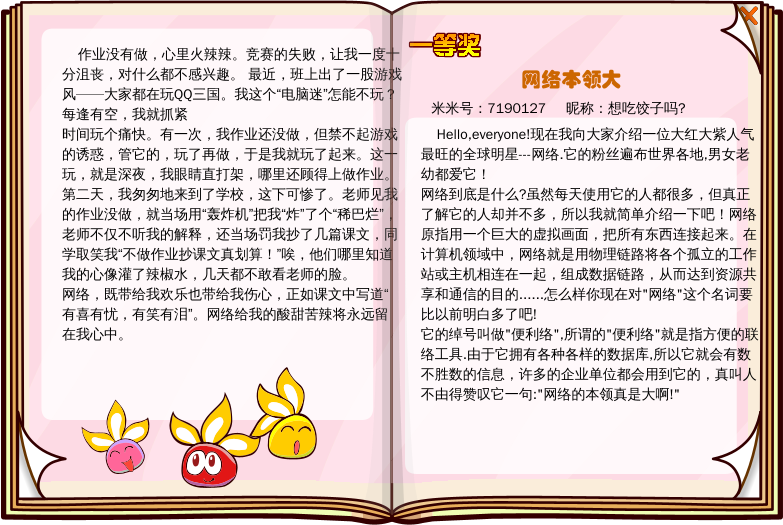 作业没有做，心里火辣辣。竞赛的失败，让我一度十
分沮丧，对什么都不感兴趣。 最近，班上出了一股游戏
风——大家都在玩QQ三国。我这个“电脑迷”怎能不玩？
每逢有空，我就抓紧
时间玩个痛快。有一次，我作业还没做，但禁不起游戏
的诱惑，管它的，玩了再做，于是我就玩了起来。这一
玩，就是深夜，我眼睛直打架，哪里还顾得上做作业。
第二天，我匆匆地来到了学校，这下可惨了。老师见我
的作业没做，就当场用“轰炸机”把我“炸”了个“稀巴烂”，
老师不仅不听我的解释，还当场罚我抄了几篇课文，同
学取笑我“不做作业抄课文真划算！”唉，他们哪里知道
我的心像灌了辣椒水，几天都不敢看老师的脸。
网络，既带给我欢乐也带给我伤心，正如课文中写道“
有喜有忧，有笑有泪”。网络给我的酸甜苦辣将永远留
在我心中。
一等奖
网络本领大
米米号：7190127 昵称：想吃饺子吗?
Hello,everyone!现在我向大家介绍一位大红大紫人气
最旺的全球明星---网络.它的粉丝遍布世界各地,男女老
幼都爱它！
网络到底是什么?虽然每天使用它的人都很多，但真正
了解它的人却并不多，所以我就简单介绍一下吧！网络
原指用一个巨大的虚拟画面，把所有东西连接起来。在
计算机领域中，网络就是用物理链路将各个孤立的工作
站或主机相连在一起，组成数据链路，从而达到资源共
享和通信的目的......怎么样你现在对"网络"这个名词要
比以前明白多了吧!
它的绰号叫做"便利络",所谓的"便利络"就是指方便的联
络工具.由于它拥有各种各样的数据库,所以它就会有数
不胜数的信息，许多的企业单位都会用到它的，真叫人
不由得赞叹它一句:"网络的本领真是大啊!"